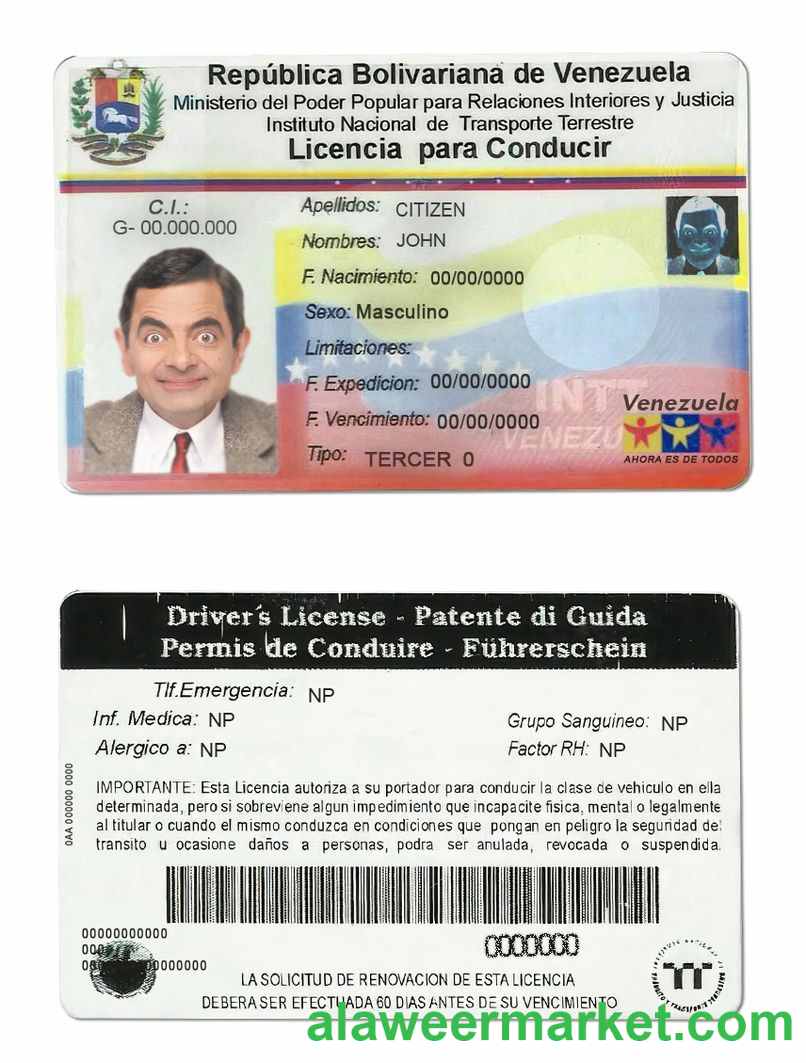 República Bolivariana de Venezuela
Ministerio del Poder Popular para Relaciones Interiores y Justicia
Instituto Nacional de Transporte Terrestre
Licencia para Conducir
C.I.:
G- 00.000.000
Apellidos: CITIZEN
Nombres: JOHN
F. Nacimiento: 00/00/0000
Sexo: Masculino
Limitaciones:
F. Expedicion: 00/00/0000
F. Vencimiento: 00/00/0000
Tipo: TERCER 0
INTT
VENEZU
Venezuela
AHORA ES DE TODOS
Driver's License - Patente di Guida
Permis de Conduire - Führerschein
Tlf.Emergencia: NP
Inf. Medica: NP
Grupo Sanguineo: NP
Alergico a: NP
Factor RH: NP
0AA 000000 0000
IMPORTANTE: Esta Licencia autoriza a su portador para conducir la clase de vehiculo en ella
determinada, pero si sobreviene algun impedimiento que incapacite fisica, mental o legalmente
al titular o cuando el mismo conduzca en condiciones que pongan en peligro la seguridad de
transito u ocasione daños a personas, podra ser anulada, revocada o suspendida.
00000000000
0000000
LA SOLICITUD DE RENOVACION DE ESTA LICENCIA
DEBERA SER EFECTUADA 60 DIAS ANTES DE SU VENCIMIENTO
alaweermarket.com